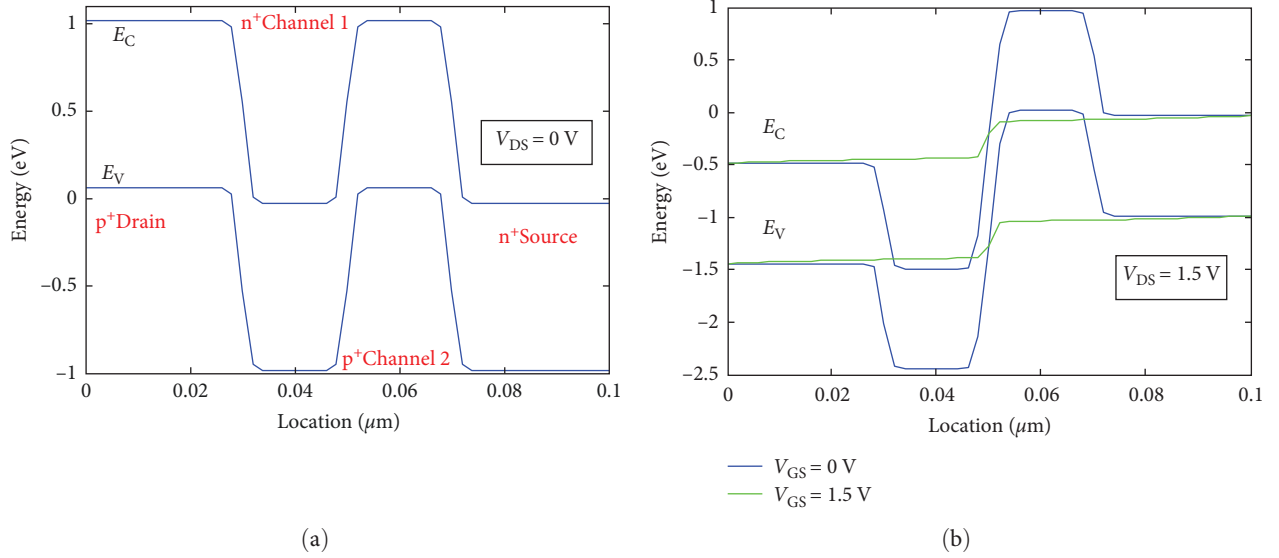 n⁺Channel 1
E_C
V_DS = 0 V
E_V
p⁺Drain
n⁺Source
p⁺Channel 2
1
0.5
0
−0.5
−1
Energy (eV)
0
0.02
0.04
0.06
0.08
0.1
Location (μm)
(a)
1
0.5
0
−0.5
−1
−1.5
−2
−2.5
Energy (eV)
E_C
E_V
V_DS = 1.5 V
0
0.02
0.04
0.06
0.08
0.1
Location (μm)
V_GS = 0 V
V_GS = 1.5 V
(b)